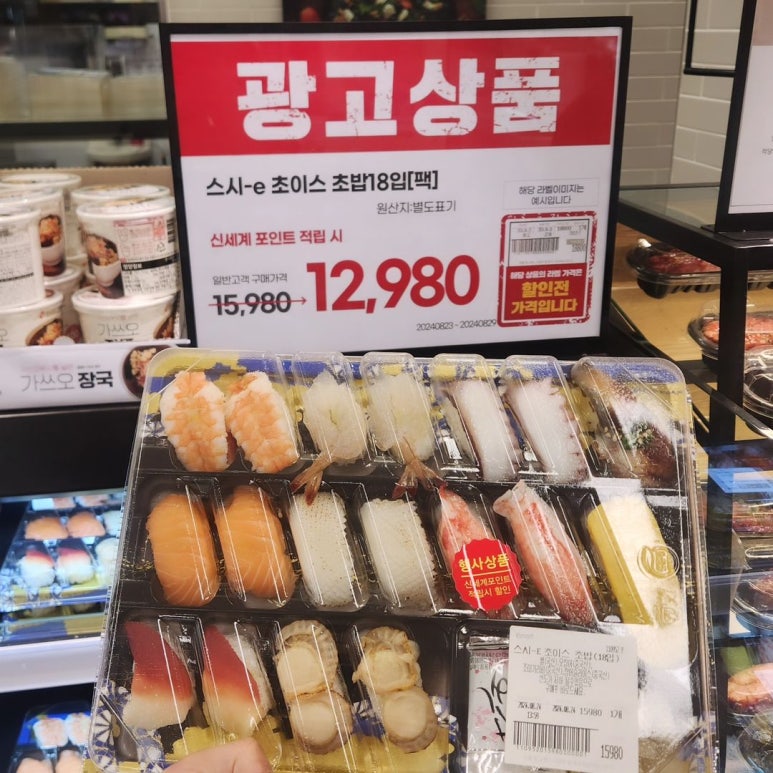 광고상품
스시-e 초이스 초밥18입[팩]
원산지:별도표기
해당 라벨이미지는
예시입니다
신세계 포인트 적립 시
일반고객 구매가격
15,980→ 12,980
해당 상품의 라벨 가격은
할인전
가격입니다
20240823~20240829
가쓰오 장국
가쓰오
행사상품
신세계포인트
적립시 할인
스시-E 초이스 초밥(18입)
15980 1개
15980